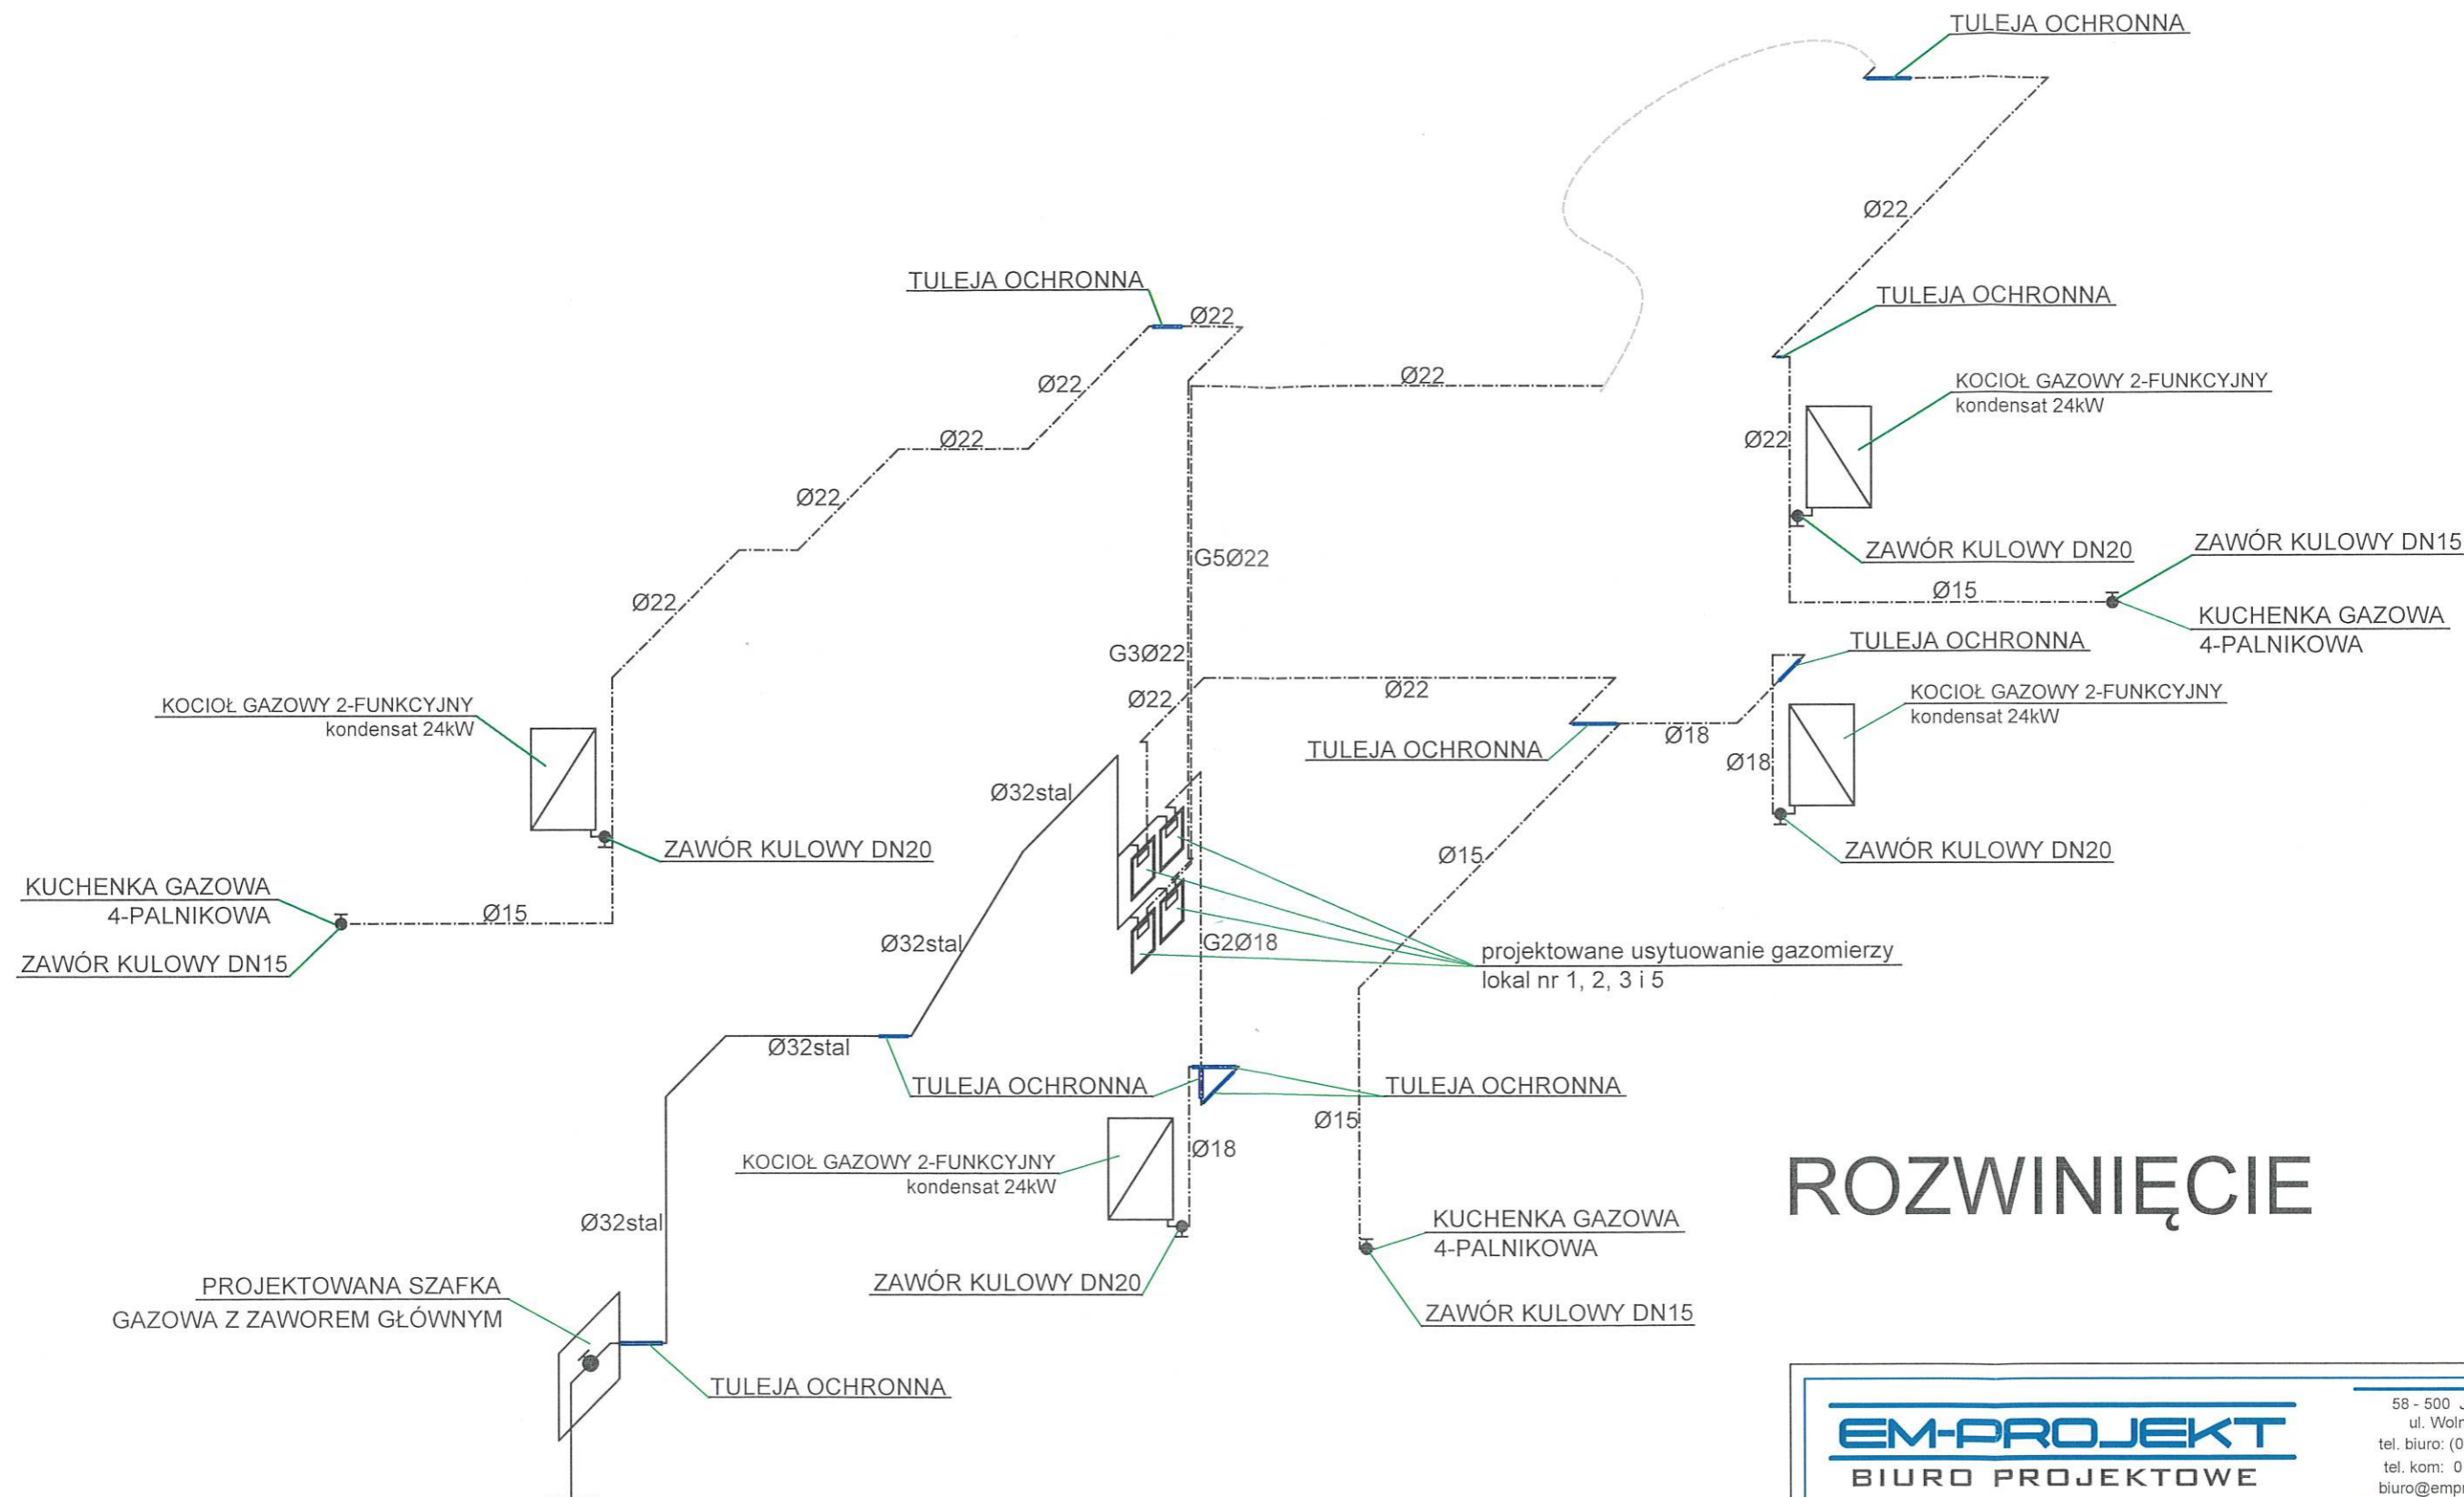 TULEJA OCHRONNA
Ø22
TULEJA OCHRONNA
TULEJA OCHRONNA
Ø22
Ø22
Ø22
KOCIOŁ GAZOWY 2-FUNKCYJNY
kondensat 24kW
Ø22
Ø22
Ø22
G5Ø22
ZAWÓR KULOWY DN20
ZAWÓR KULOWY DN15
Ø22
Ø15
KUCHENKA GAZOWA
4-PALNIKOWA
G3Ø22
TULEJA OCHRONNA
Ø22
Ø22
KOCIOŁ GAZOWY 2-FUNKCYJNY
kondensat 24kW
KOCIOŁ GAZOWY 2-FUNKCYJNY
kondensat 24kW
TULEJA OCHRONNA
Ø18
Ø18
Ø32stal
ZAWÓR KULOWY DN20
Ø15
ZAWÓR KULOWY DN20
KUCHENKA GAZOWA
4-PALNIKOWA
Ø15
ZAWÓR KULOWY DN15
Ø32stal
G2Ø18
projektowane usytuowanie gazomierzy
lokal nr 1, 2, 3 i 5
Ø32stal
TULEJA OCHRONNA
TULEJA OCHRONNA
Ø15
Ø18
KOCIOŁ GAZOWY 2-FUNKCYJNY
kondensat 24kW
ROZWINIĘCIE
Ø32stal
KUCHENKA GAZOWA
4-PALNIKOWA
ZAWÓR KULOWY DN20
ZAWÓR KULOWY DN15
PROJEKTOWANA SZAFKA
GAZOWA Z ZAWOREM GŁÓWNYM
TULEJA OCHRONNA
EM-PROJEKT
BIURO PROJEKTOWE
58 - 500
ul.
tel. biuro:
tel. kom: